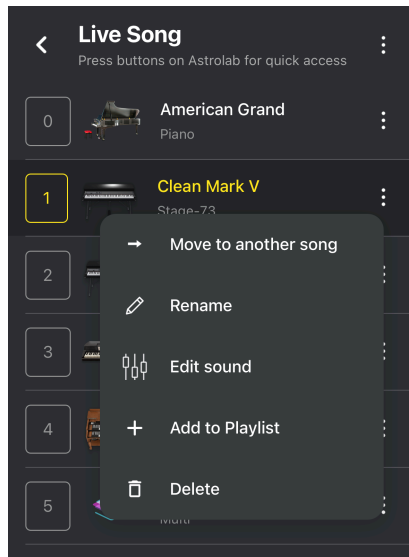 Live Song
Press buttons on Astrolab for quick access
0
American Grand
Piano
1
Clean Mark V
Stage-73
Move to another song
2
Rename
3
Edit sound
4
Add to Playlist
5
Delete
Multi